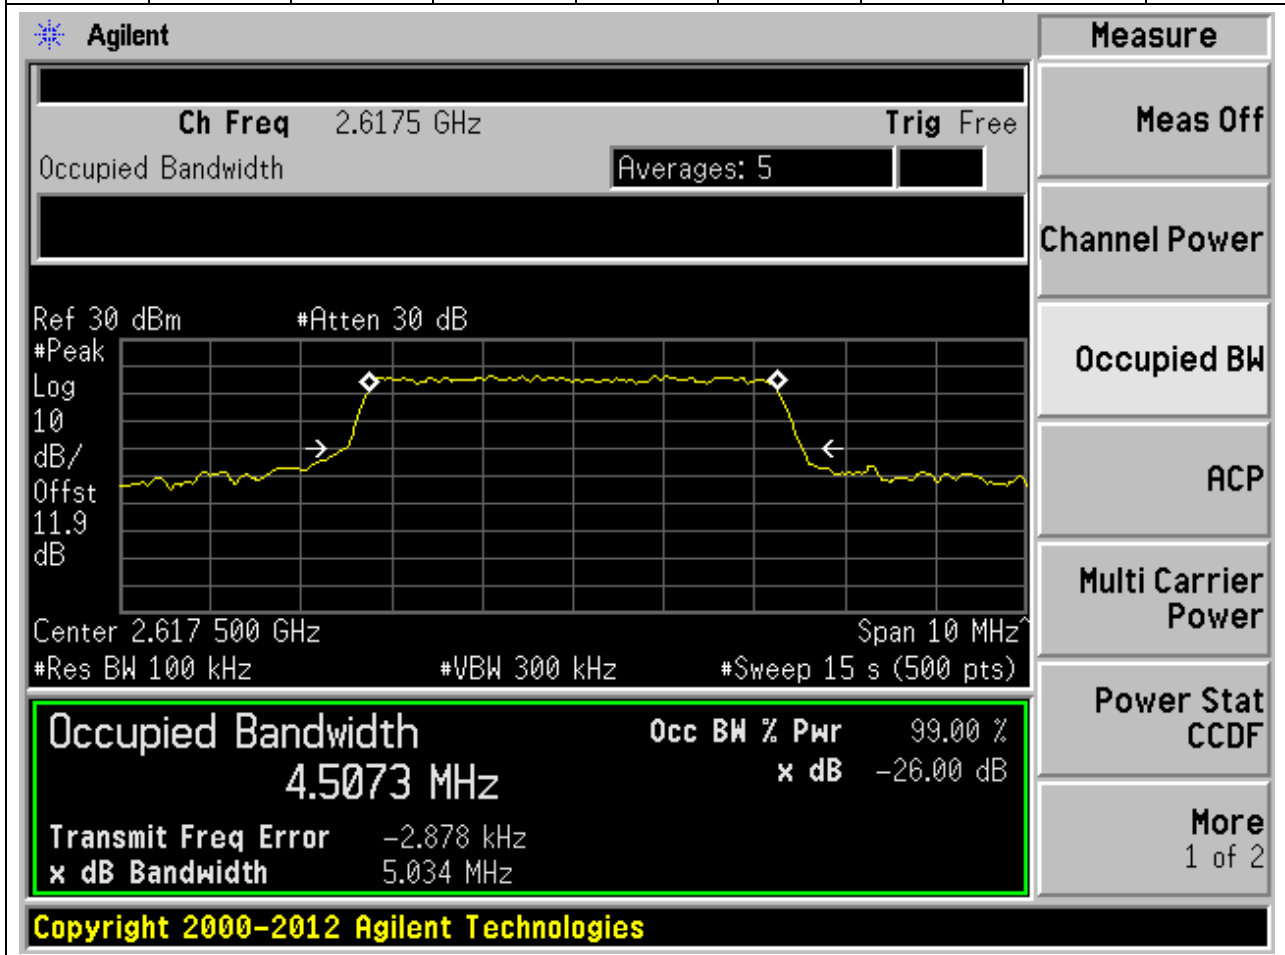 Agilent
Measure
Ch Freq 2.6175 GHz Trig Free
Meas Off
Occupied Bandwidth Averages: 5
Channel Power
Ref 30 dBm #Atten 30 dB
#Peak
Log
10
dB/
Offst
11.9
dB
Occupied BW
ACP
Center 2.617 500 GHz Span 10 MHz^
#Res BW 100 kHz #VBW 300 kHz #Sweep 15 s (500 pts)
Multi Carrier
Power
Occupied Bandwidth Occ BW % Pwr 99.00 %
4.5073 MHz x dB -26.00 dB
Transmit Freq Error -2.878 kHz
x dB Bandwidth 5.034 MHz
Power Stat
CCDF
More
1 of 2
Copyright 2000-2012 Agilent Technologies